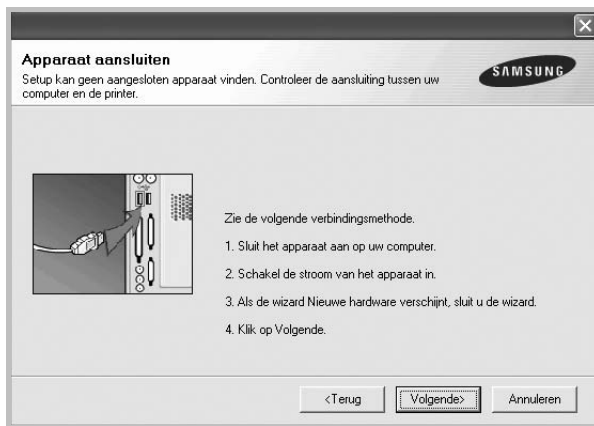 Apparaat aansluiten
Setup kan geen aangesloten apparaat vinden. Controleer de aansluiting tussen uw
computer en de printer.
SAMSUNG
Zie de volgende verbindingsmethode.
1. Sluit het apparaat aan op uw computer.
2. Schakel de stroom van het apparaat in.
3. Als de wizard Nieuwe hardware verschijnt, sluit u de wizard.
4. Klik op Volgende.
<Terug
Volgende>
Annuleren